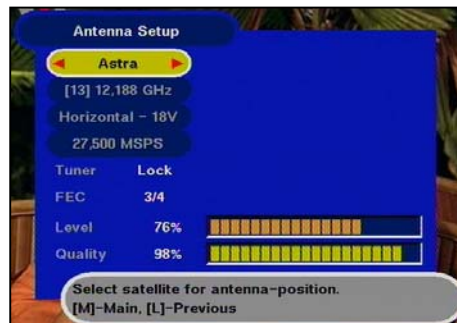 Antenna Setup
Astra
[13] 12,188 GHz
Horizontal - 18V
27,500 MSPS
Tuner Lock
FEC 3/4
Level 76%
Quality 98%
Select satellite for antenna-position.
[M]-Main, [L]-Previous